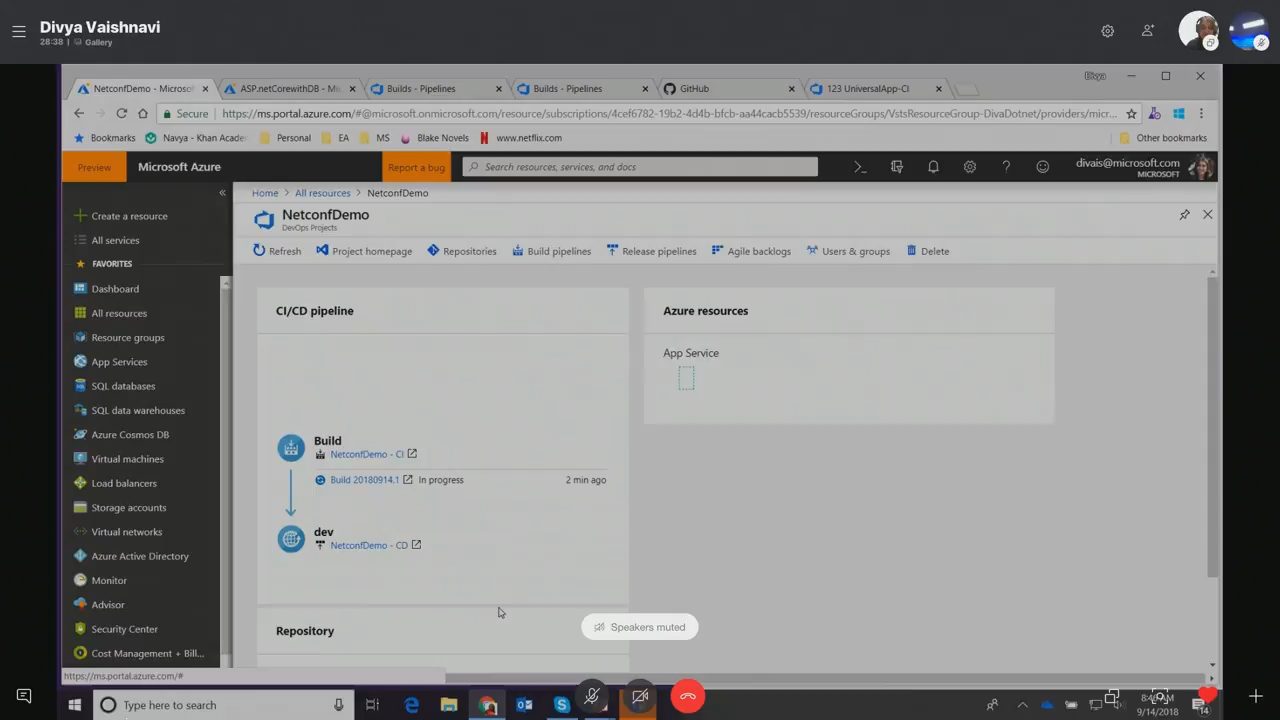 Divya Vaishnavi
28:38 | Gallery
Divya
NetconfDemo - Microsof
ASP.netCorewithDB - Mi
Builds - Pipelines
Builds - Pipelines
GitHub
123 UniversalApp-CI
Secure
https://ms.portal.azure.com/#@microsoft.onmicrosoft.com/resource/subscriptions/4cef6782-19b2-4d4b-bfcb-aa44cacb5539/resourceGroups/VstsResourceGroup-DivaDotnet/providers/micr...
Bookmarks
Navya - Khan Acade
Personal
EA
MS
Blake Novels
www.netflix.com
Other bookmarks
Preview
Microsoft Azure
Report a bug
Search resources, services, and docs
divais@microsoft.com
MICROSOFT
Home > All resources > NetconfDemo
NetconfDemo
DevOps Projects
Refresh
Project homepage
Repositories
Build pipelines
Release pipelines
Agile backlogs
Users & groups
Delete
Create a resource
All services
FAVORITES
Dashboard
All resources
Resource groups
App Services
SQL databases
SQL data warehouses
Azure Cosmos DB
Virtual machines
Load balancers
Storage accounts
Virtual networks
Azure Active Directory
Monitor
Advisor
Security Center
Cost Management + Bill...
CI/CD pipeline
Build
NetconfDemo - CI
Build 20180914.1
In progress
2 min ago
dev
NetconfDemo - CD
Repository
Azure resources
App Service
Speakers muted
https://ms.portal.azure.com/#
Type here to search
9/14/2018
14